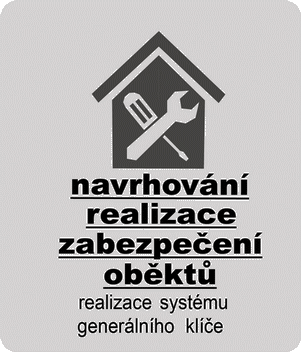 navrhování
realizace
zabezpečení
oběktů
realizace systému
generálního klíče